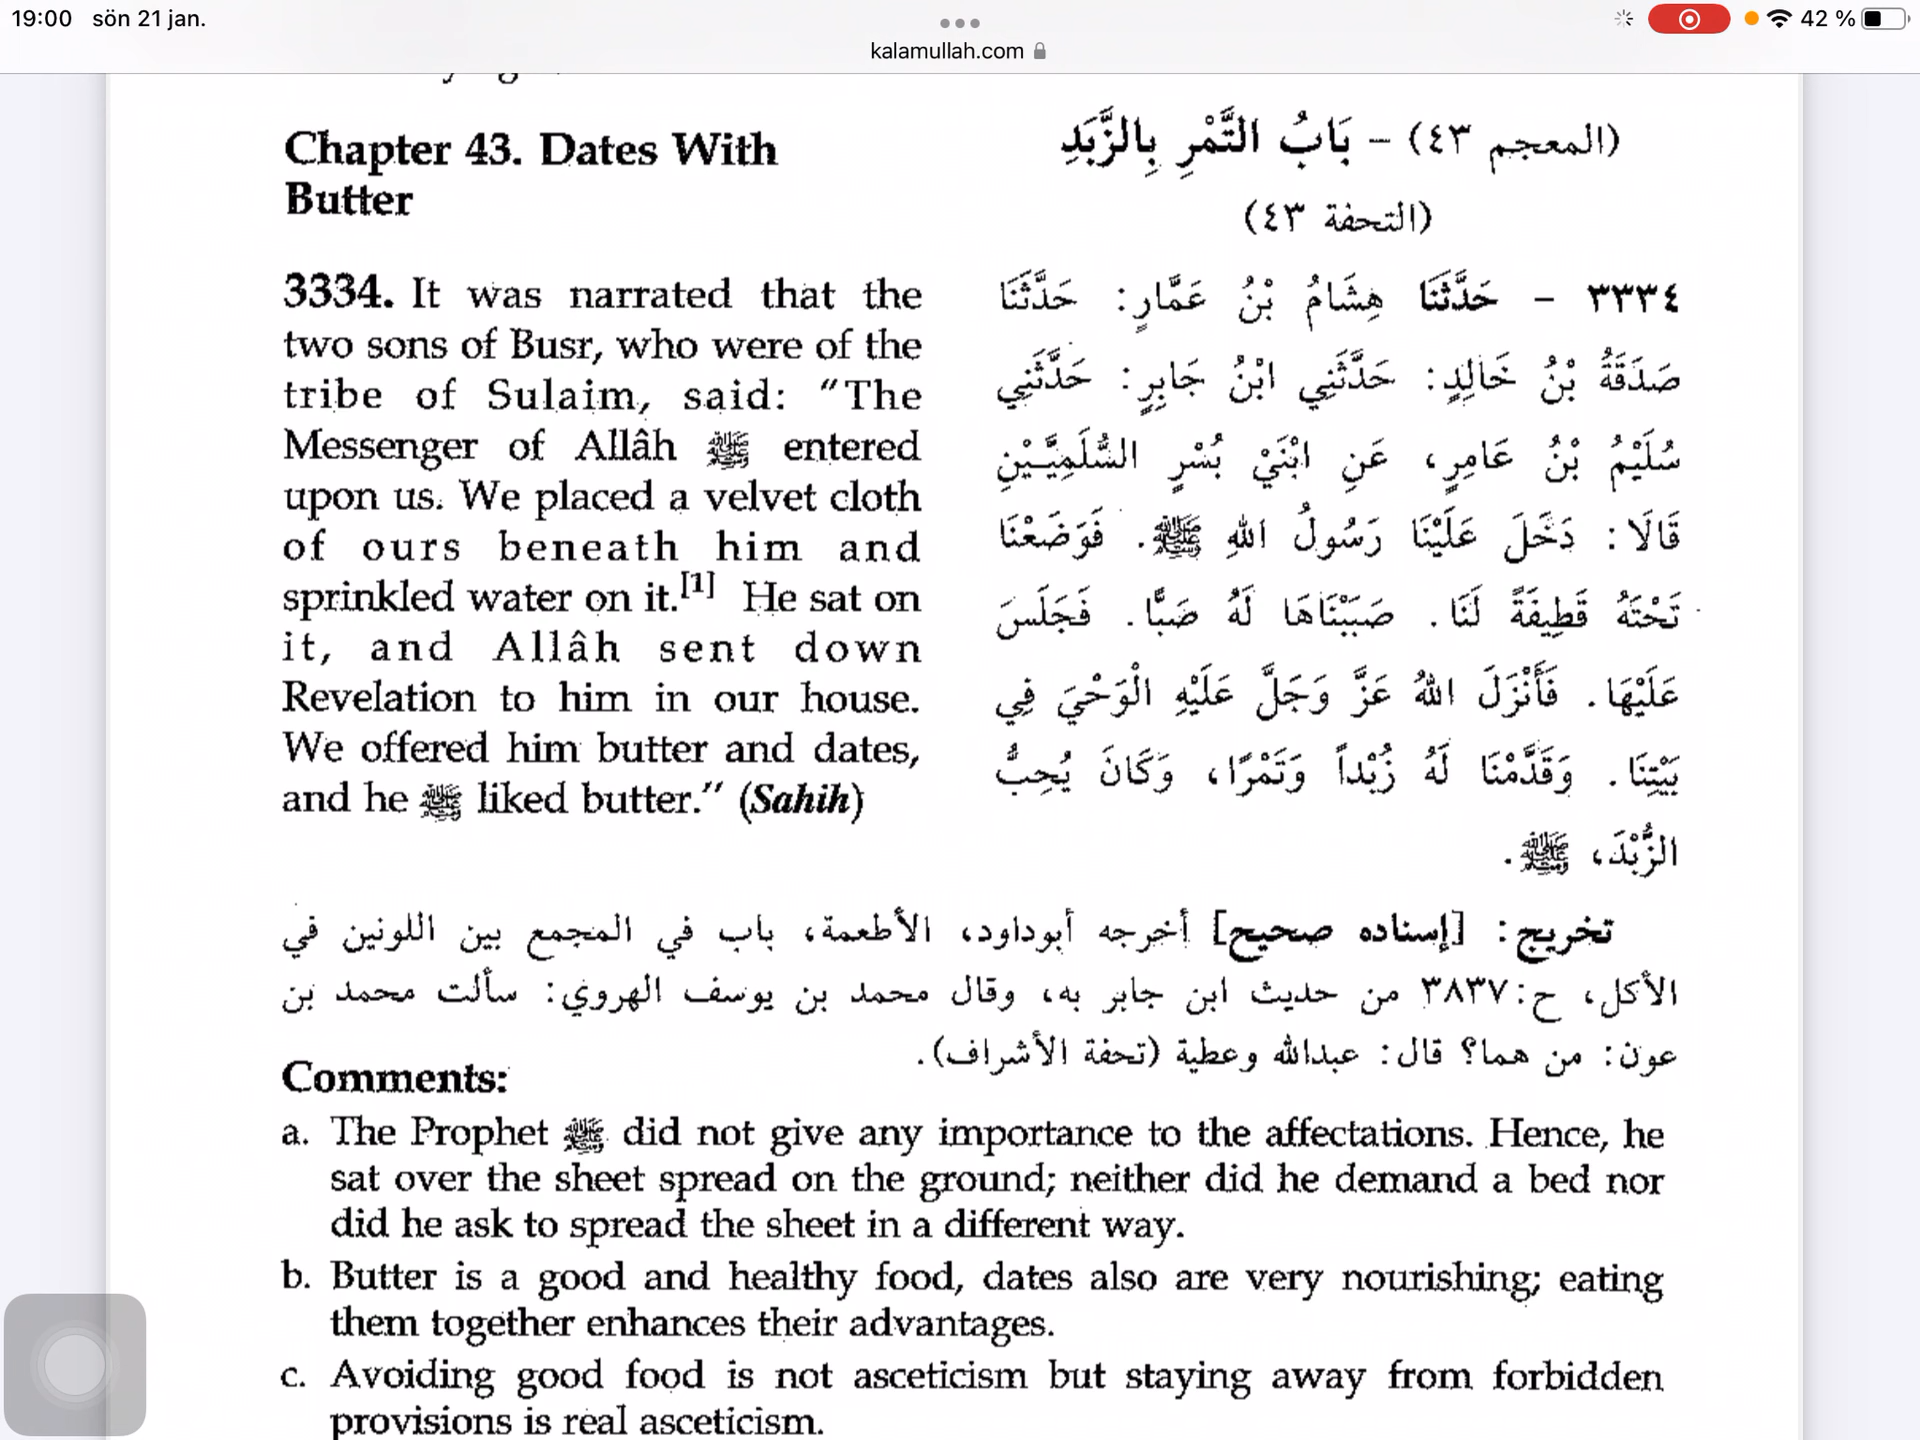 19:00 sön 21 jan.
42 %
kalamullah.com
Chapter 43. Dates With
Butter
(المعجم ٤٣) - بَابُ التَّمْرِ بِالزَّبَدِ
(التحفة ٤٣)
3334. It was narrated that the
two sons of Busr, who were of the
tribe of Sulaim, said: "The
Messenger of Allâh ﷺ entered
upon us. We placed a velvet cloth
of ours beneath him and
sprinkled water on it.[1] He sat on
it, and Allâh sent down
Revelation to him in our house.
We offered him butter and dates,
and he ﷺ liked butter." (Sahih)
٣٣٣٤ - حَدَّثَنَا هِشَامُ بْنُ عَمَّارٍ: حَدَّثَنَا
صَدَقَةُ بْنُ خَالِدٍ: حَدَّثَنِي ابْنُ جَابِرٍ: حَدَّثَنِي
سُلَيْمُ بْنُ عَامِرٍ، عَنِ ابْنَيْ بُسْرٍ السُّلَمِيَّيْنِ
قَالَا: دَخَلَ عَلَيْنَا رَسُولُ اللهِ ﷺ. فَوَضَعْنَا
تَحْتَهُ قَطِيفَةً لَنَا. صَبَبْنَاهَا لَهُ صَبًّا. فَجَلَسَ
عَلَيْهَا. فَأَنْزَلَ اللهُ عَزَّ وَجَلَّ عَلَيْهِ الْوَحْيَ فِي
بَيْتِنَا. وَقَدَّمْنَا لَهُ زُبْداً وَتَمْرًا، وَكَانَ يُحِبُّ
الزُّبْدَ، ﷺ.
تخريج: [إسناده صحيح] أخرجه أبوداود، الأطعمة، باب في المجمع بين اللونين في
الأكل، ح:٣٨٣٧ من حديث ابن جابر به، وقال محمد بن يوسف الهروي: سألت محمد بن
عون: من هما؟ قال: عبدالله وعطية (تحفة الأشراف).
Comments:
a. The Prophet ﷺ did not give any importance to the affectations. Hence, he
sat over the sheet spread on the ground; neither did he demand a bed nor
did he ask to spread the sheet in a different way.
b. Butter is a good and healthy food, dates also are very nourishing; eating
them together enhances their advantages.
c. Avoiding good food is not asceticism but staying away from forbidden
provisions is real asceticism.